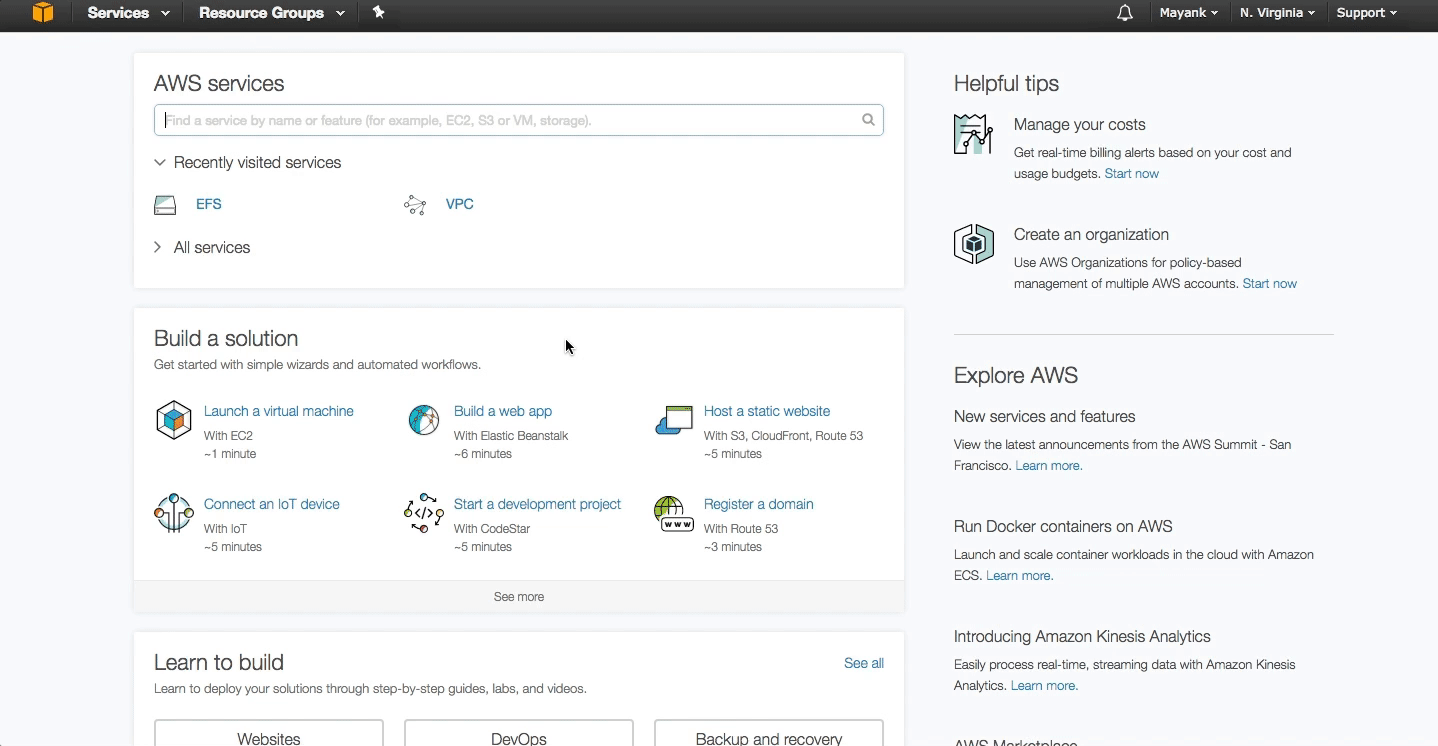 Services
Resource Groups
Mayank
N. Virginia
Support
AWS services
Find a service by name or feature (for example, EC2, S3 or VM, storage).
Recently visited services
EFS
VPC
All services
Build a solution
Get started with simple wizards and automated workflows.
Launch a virtual machine
With EC2
~1 minute
Build a web app
With Elastic Beanstalk
~6 minutes
Host a static website
With S3, CloudFront, Route 53
~5 minutes
Connect an IoT device
With IoT
~5 minutes
Start a development project
With CodeStar
~5 minutes
www
Register a domain
With Route 53
~3 minutes
See more
Learn to build
See all
Learn to deploy your solutions through step-by-step guides, labs, and videos.
Websites
DevOps
Backup and recovery
Helpful tips
Manage your costs
Get real-time billing alerts based on your cost and
usage budgets. Start now
Create an organization
Use AWS Organizations for policy-based
management of multiple AWS accounts. Start now
Explore AWS
New services and features
View the latest announcements from the AWS Summit - San
Francisco. Learn more.
Run Docker containers on AWS
Launch and scale container workloads in the cloud with Amazon
ECS. Learn more.
Introducing Amazon Kinesis Analytics
Easily process real-time, streaming data with Amazon Kinesis
Analytics. Learn more.
AWS Marketplace